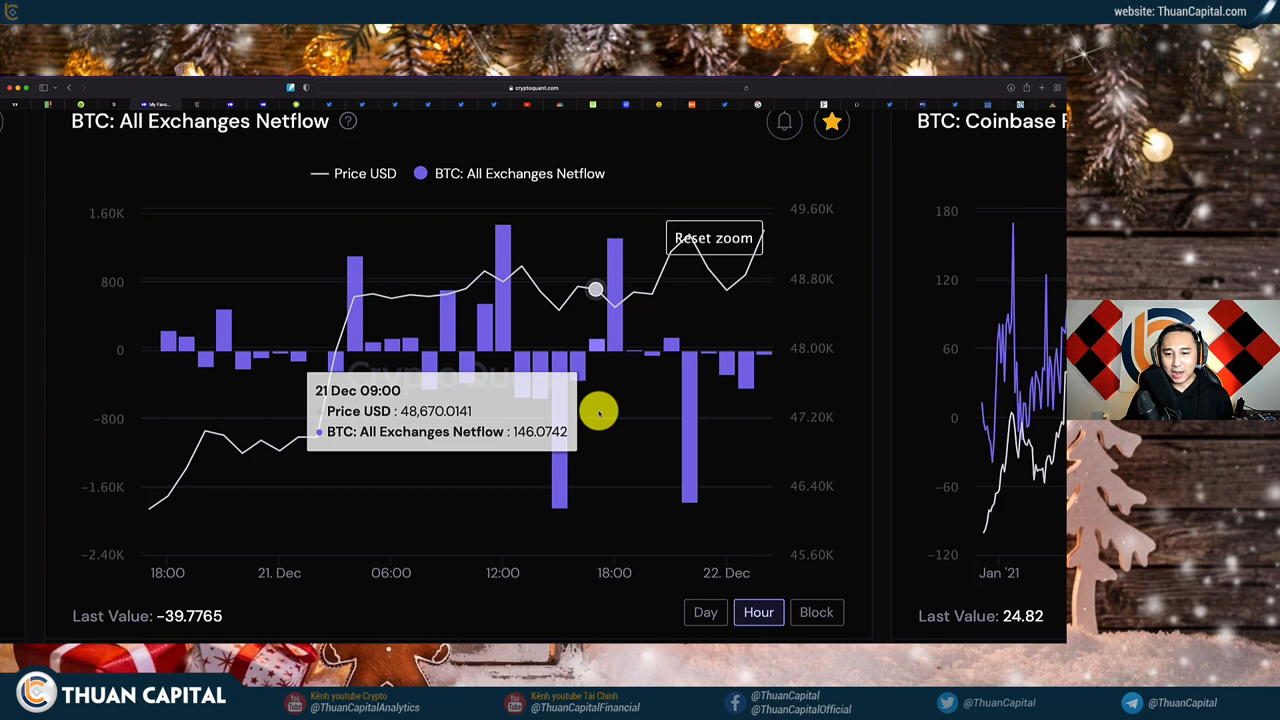 website: ThuanCapital.com
cryptoquant.com
My Favo...
BTC: All Exchanges Netflow ?
BTC: Coinbase
Price USD
BTC: All Exchanges Netflow
1.60K
800
0
-800
-1.60K
-2.40K
49.60K
48.80K
48.00K
47.20K
46.40K
45.60K
Reset zoom
21 Dec 09:00
Price USD : 48,670.0141
BTC: All Exchanges Netflow : 146.0742
18:00
21. Dec
06:00
12:00
18:00
22. Dec
Last Value: -39.7765
Day
Hour
Block
180
60
0
-60
-120
Jan '21
Last Value: 24.82
THUAN CAPITAL
Kênh youtube Crypto
@ThuanCapitalAnalytics
Kênh youtube Tài Chính
@ThuanCapitalFinancial
@ThuanCapital
@ThuanCapitalOfficial
@ThuanCapital
@ThuanCapital